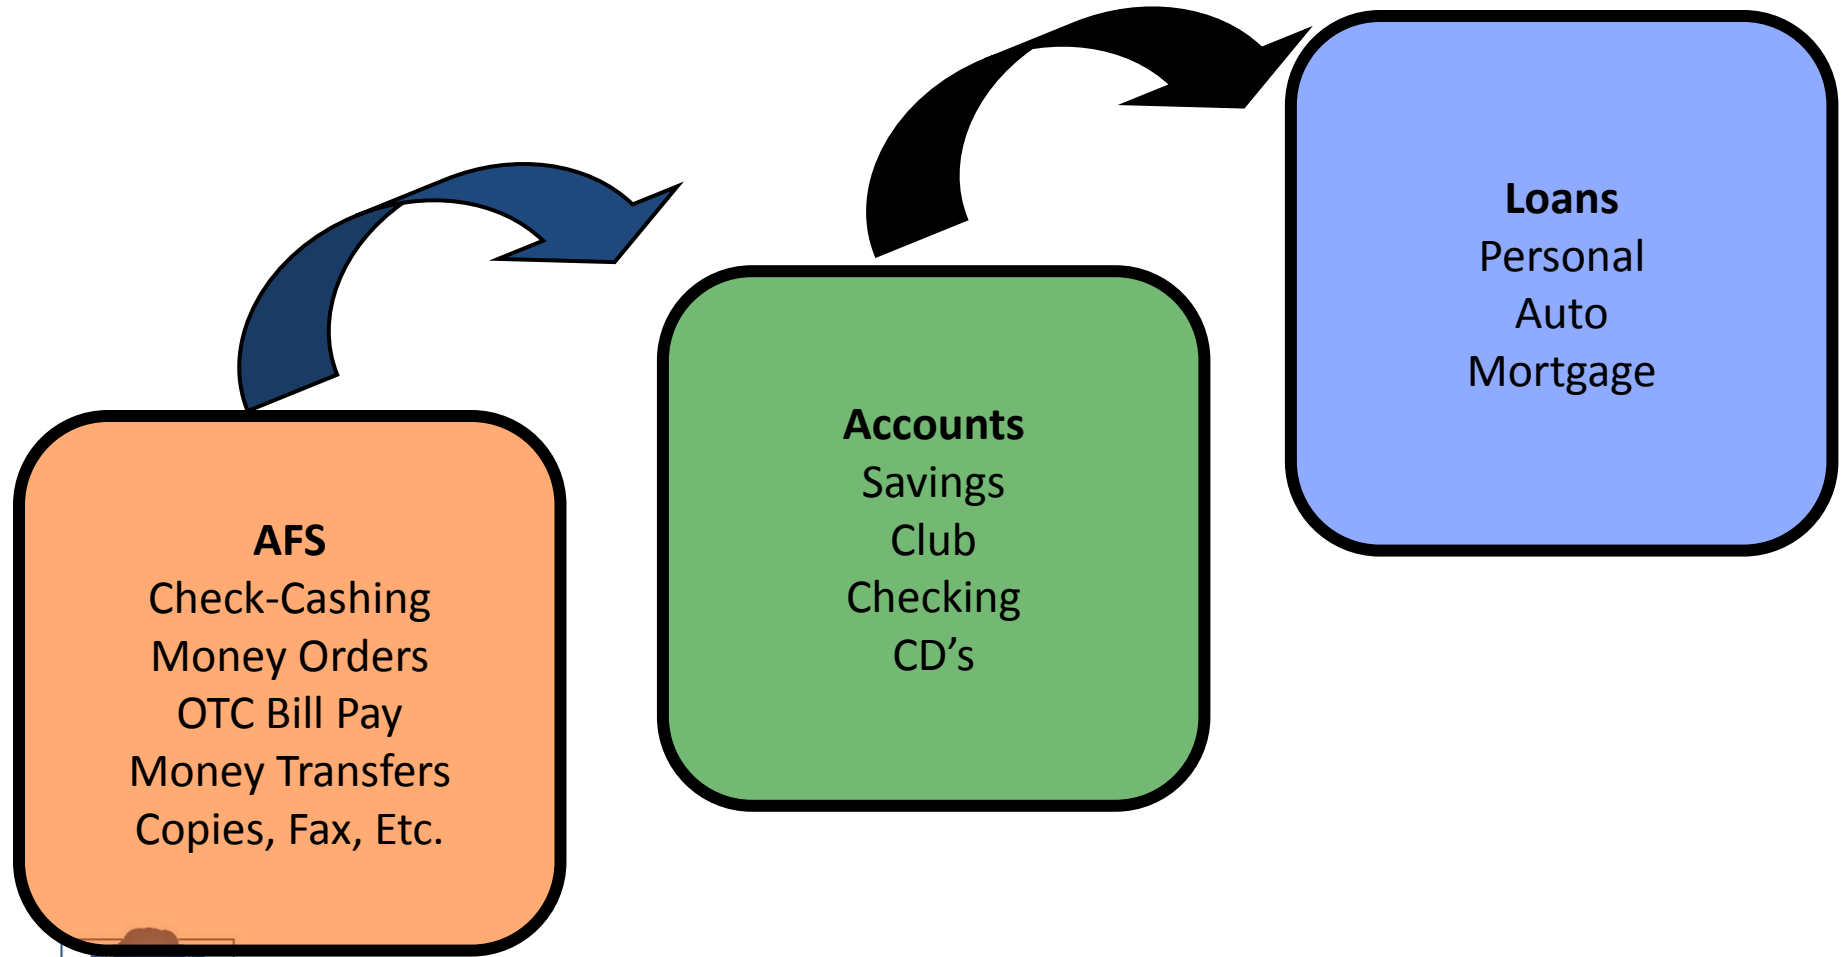 AFS
Check-Cashing
Money Orders
OTC Bill Pay
Money Transfers
Copies, Fax, Etc.
Accounts
Savings
Club
Checking
CD’s
Loans
Personal
Auto
Mortgage